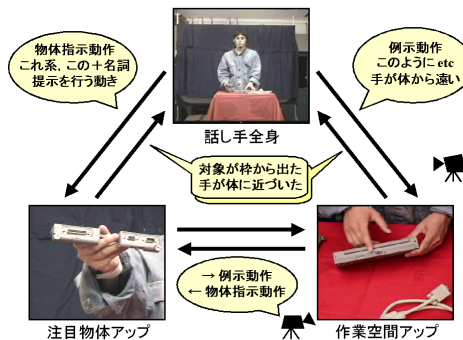 物体指示動作
これ系，この＋名詞
提示を行う動き
例示動作
このように etc
手が体から遠い
話し手全身
対象が枠から出た
手が体に近づいた
→ 例示動作
← 物体指示動作
注目物体アップ
作業空間アップ